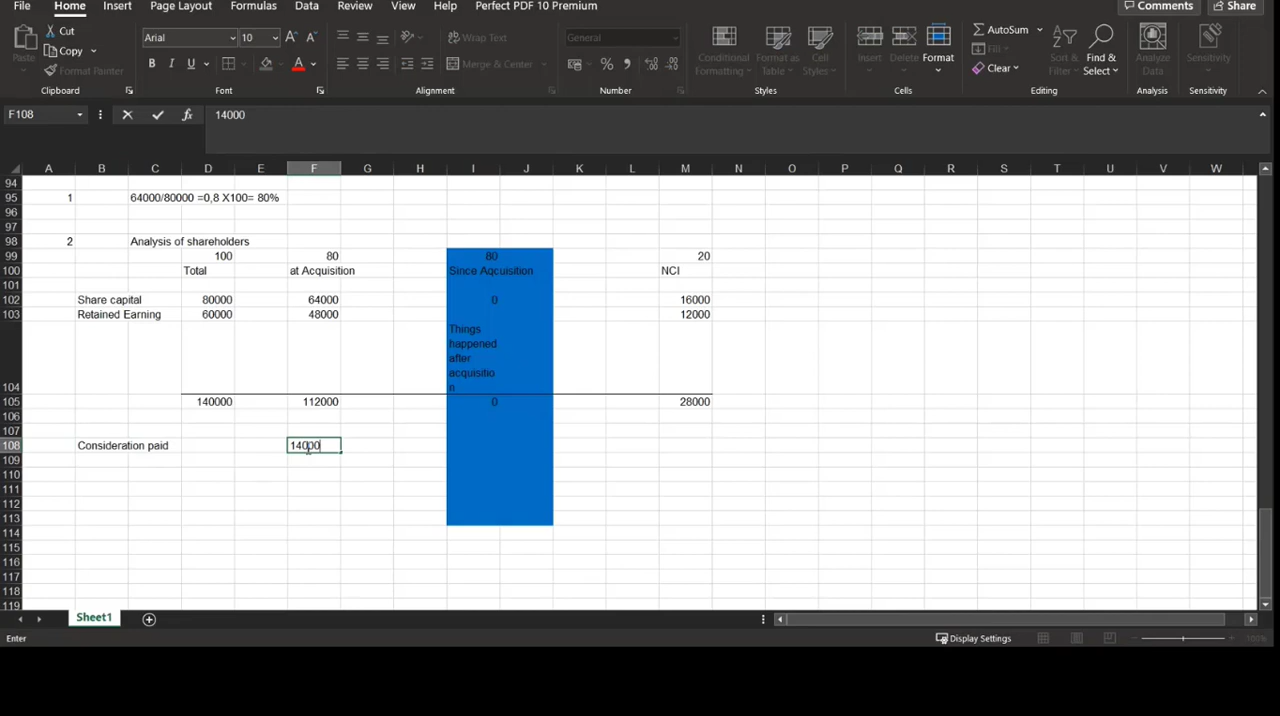 File Home Insert Page Layout Formulas Data Review View Help Perfect PDF 10 Premium Comments Share
Paste Cut Copy Format Painter Clipboard
Arial 10 A A B I U A Font
Wrap Text Merge & Center Alignment
General % Number
Conditional Formatting Format as Table Cell Styles Styles
Insert Delete Format Cells
AutoSum Fill Clear Sort & Filter Find & Select Editing
Analyze Data Analysis
Sensitivity Sensitivity
F108 fx 14000
A B C D E F G H I J K L M N O P Q R S T U V W
94
95 1 64000/80000 =0,8 X100= 80%
96
97
98 2 Analysis of shareholders
99 100 80 80 20
100 Total at Acquisition Since Aqcuisition NCI
101
102 Share capital 80000 64000 0 16000
103 Retained Earning 60000 48000 12000
Things
happened
after
acquisitio
104 n
105 140000 112000 0 28000
106
107
108 Consideration paid 14000
109
110
111
112
113
114
115
116
117
118
119
Sheet1
Enter Display Settings 100%